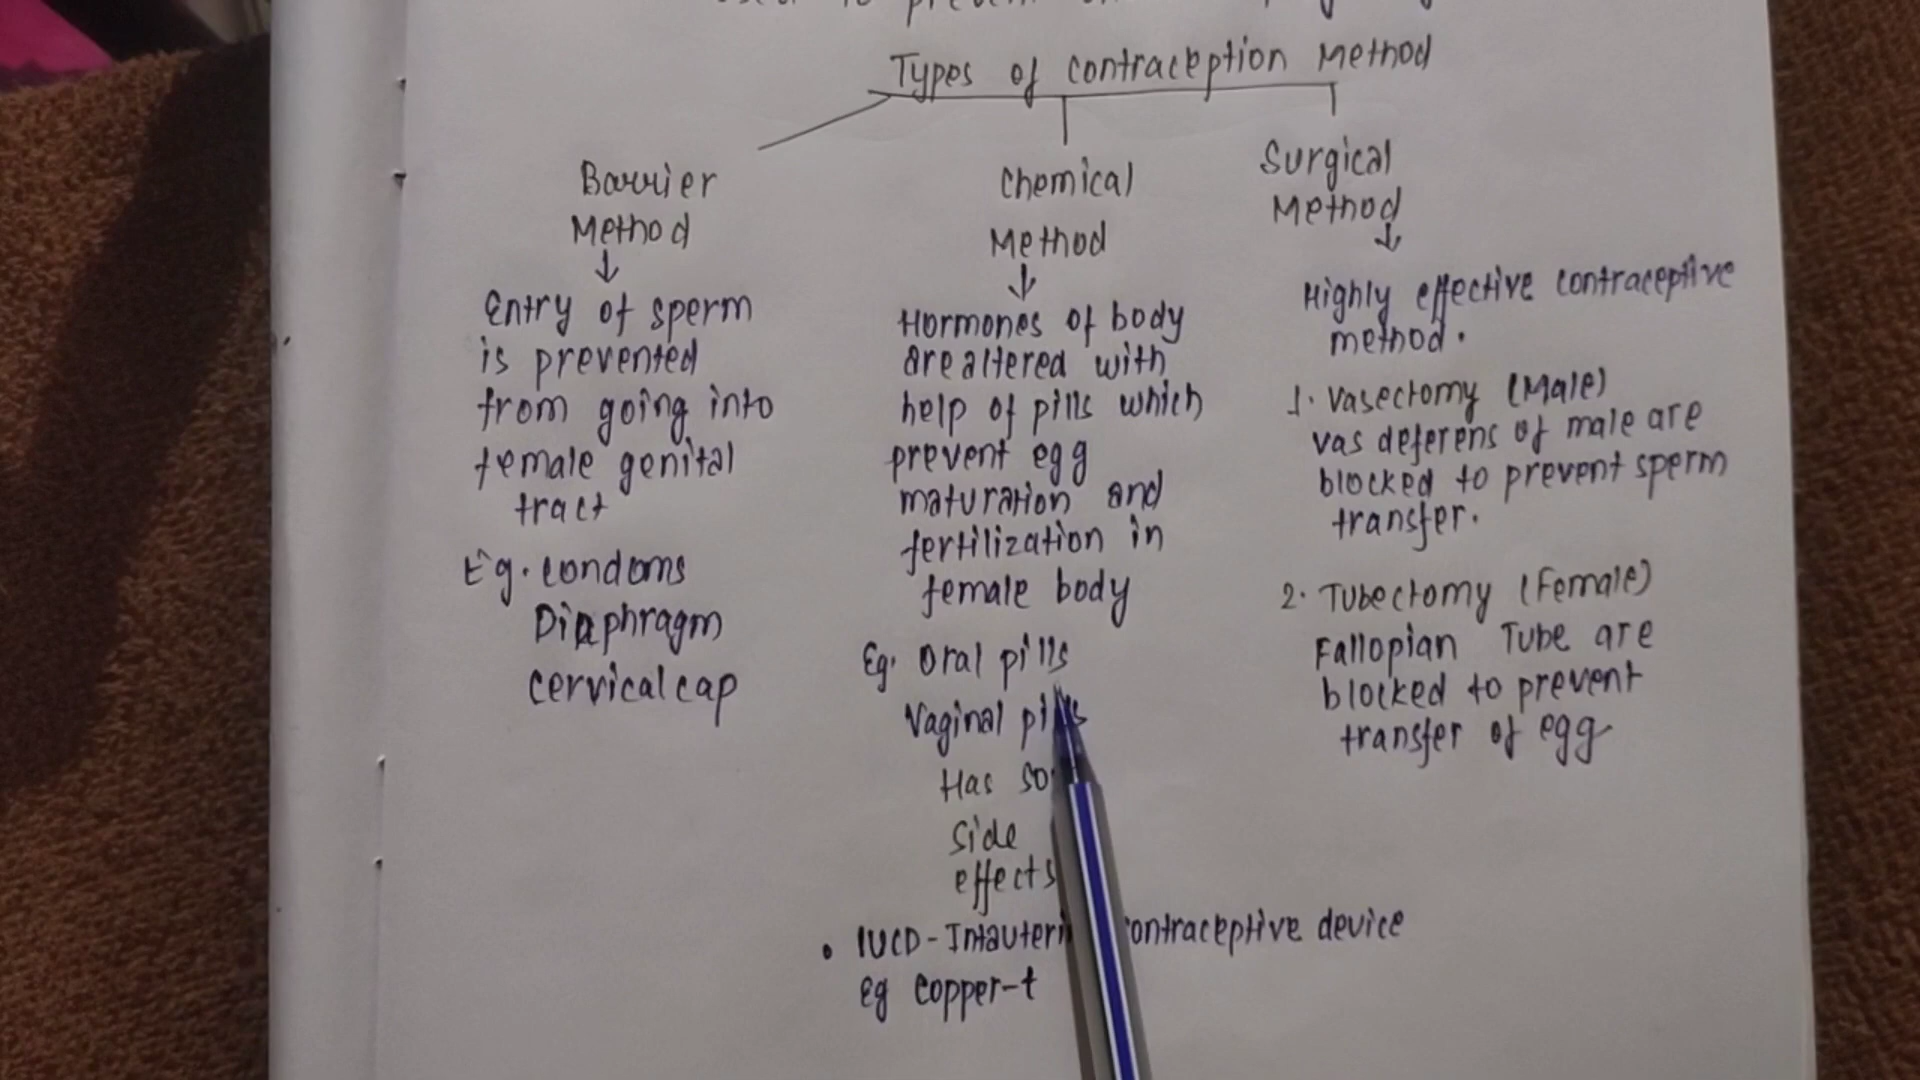 Types of contraception Method
Barrier
Method
Entry of sperm
is prevented
from going into
female genital
tract
Eg. condoms
Diaphragm
cervical cap
Chemical
Method
Hormones of body
are altered with
help of pills which
prevent egg
maturation and
fertilization in
female body
Eg. Oral pills
Vaginal pills
Has so
Side
effects
• IUCD - Intauteri contraceptive device
Eg copper-t
Surgical
Method
Highly effective contraceptive
method.
1. Vasectomy (Male)
vas deferens of male are
blocked to prevent sperm
transfer.
2. Tubectomy (Female)
Fallopian Tube are
blocked to prevent
transfer of egg